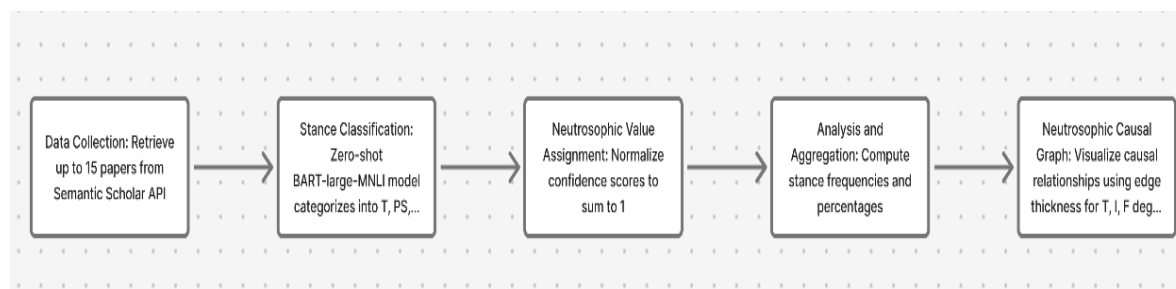 Data Collection: Retrieve
up to 15 papers from
Semantic Scholar API
Stance Classification:
Zero-shot
BART-large-MNLI model
categorizes into T, PS,...
Neutrosophic Value
Assignment: Normalize
confidence scores to
sum to 1
Analysis and
Aggregation: Compute
stance frequencies and
percentages
Neutrosophic Causal
Graph: Visualize causal
relationships using edge
thickness for T, I, F deg...